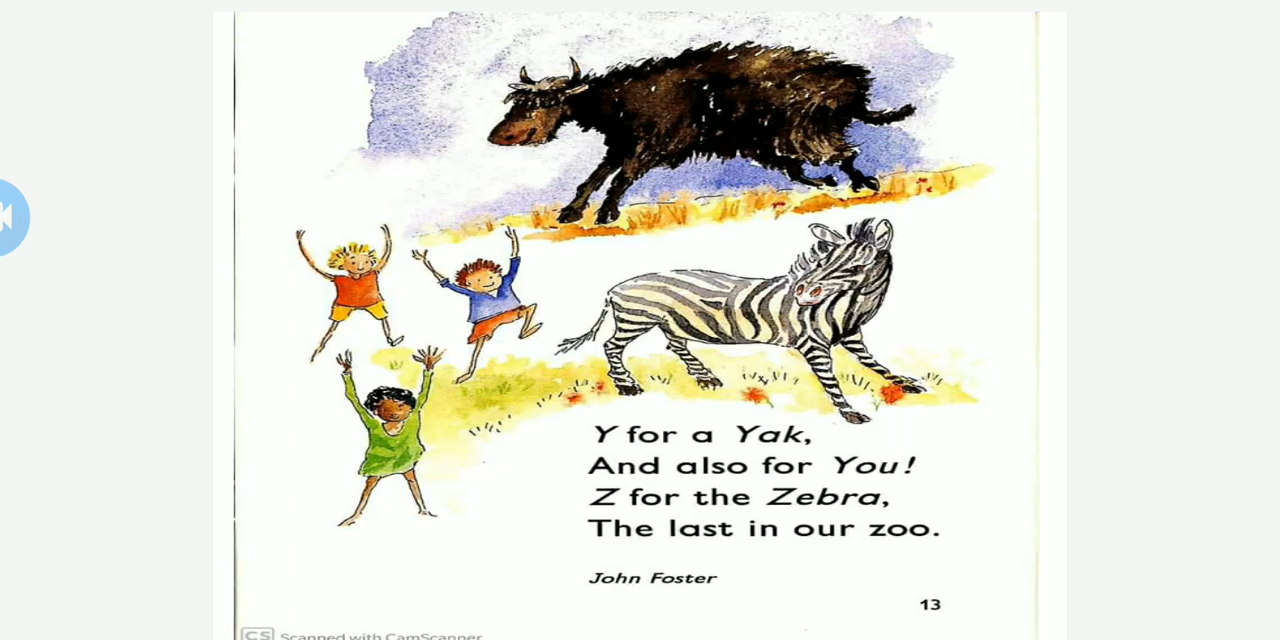 Y for a Yak,
And also for You!
Z for the Zebra,
The last in our zoo.
John Foster
13
CS Scanned with CamScanner